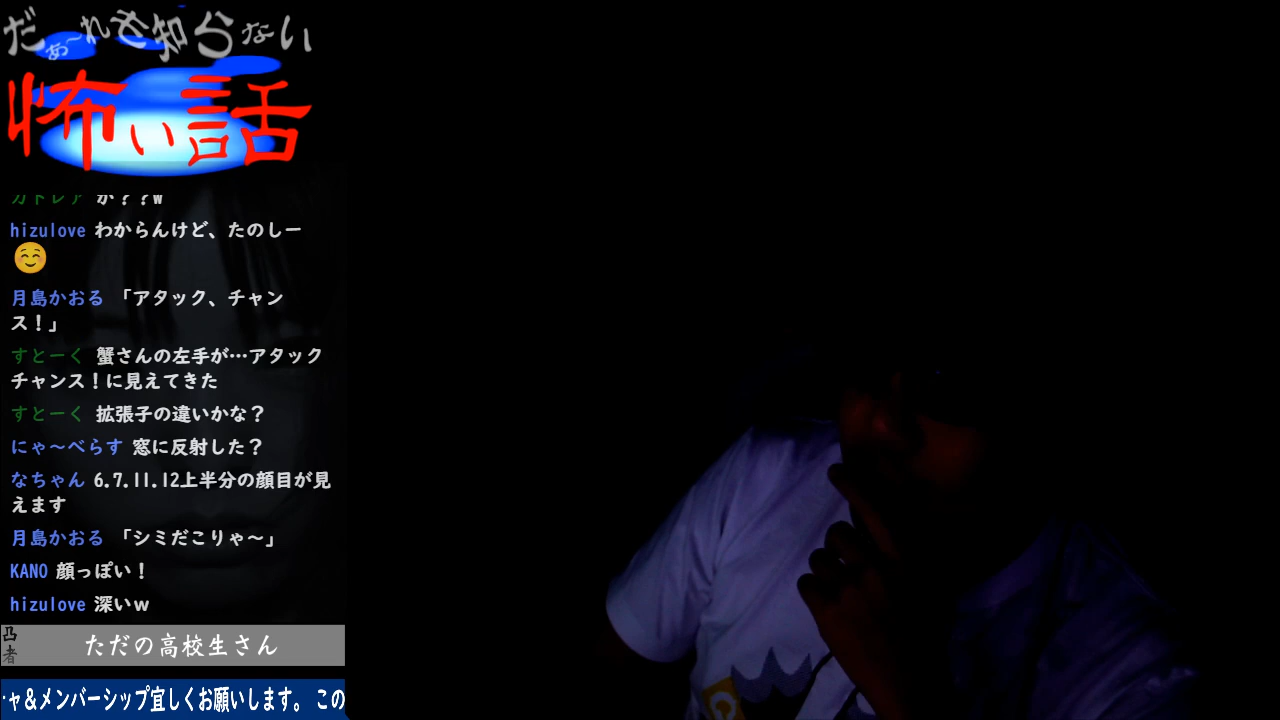 だぁ～れも知らない
怖い話
カトレア か？？w
hizulove わからんけど、たのしー
☺
月島かおる 「アタック、チャン
ス！」
すとーく 蟹さんの左手が…アタック
チャンス！に見えてきた
すとーく 拡張子の違いかな？
にゃ～べらす 窓に反射した？
なちゃん 6.7.11.12上半分の顔目が見
えます
月島かおる 「シミだこりゃ～」
KANO 顔っぽい！
hizulove 深いｗ
凸者 ただの高校生さん
ャ＆メンバーシップ宜しくお願いします。 この